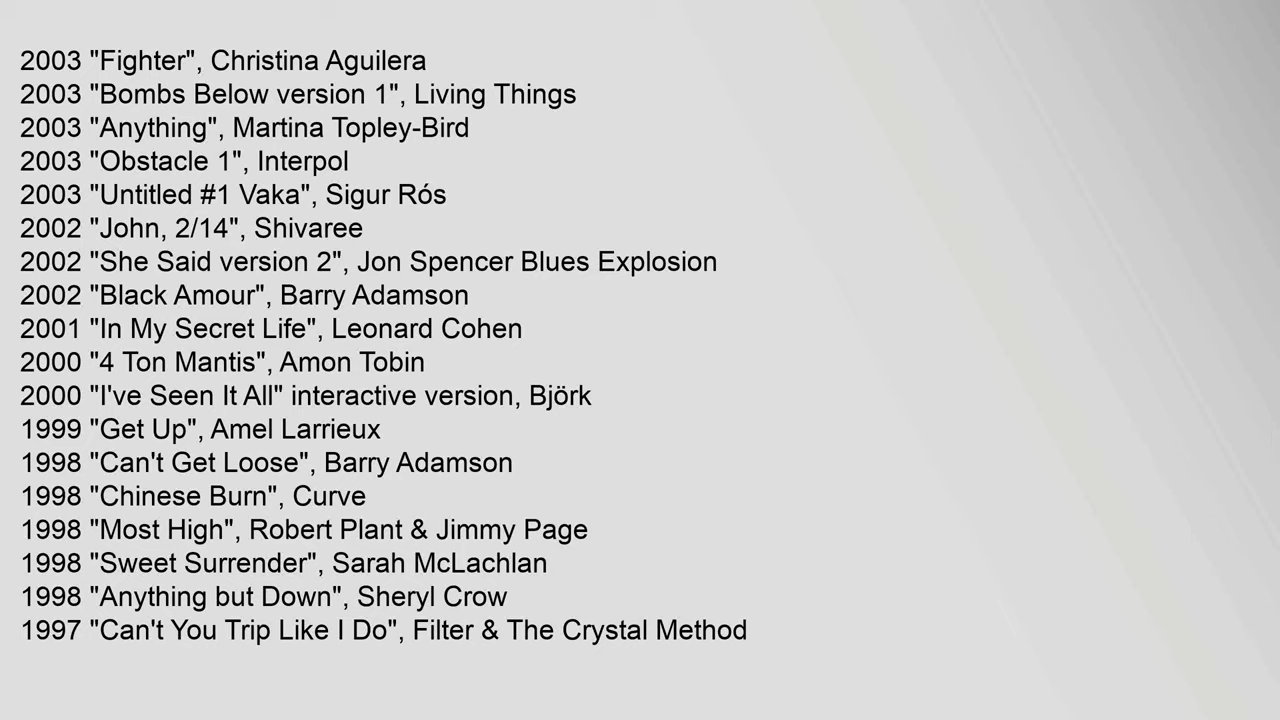 2003 "Fighter", Christina Aguilera
2003 "Bombs Below version 1", Living Things
2003 "Anything", Martina Topley-Bird
2003 "Obstacle 1", Interpol
2003 "Untitled #1 Vaka", Sigur Rós
2002 "John, 2/14", Shivaree
2002 "She Said version 2", Jon Spencer Blues Explosion
2002 "Black Amour", Barry Adamson
2001 "In My Secret Life", Leonard Cohen
2000 "4 Ton Mantis", Amon Tobin
2000 "I've Seen It All" interactive version, Björk
1999 "Get Up", Amel Larrieux
1998 "Can't Get Loose", Barry Adamson
1998 "Chinese Burn", Curve
1998 "Most High", Robert Plant & Jimmy Page
1998 "Sweet Surrender", Sarah McLachlan
1998 "Anything but Down", Sheryl Crow
1997 "Can't You Trip Like I Do", Filter & The Crystal Method